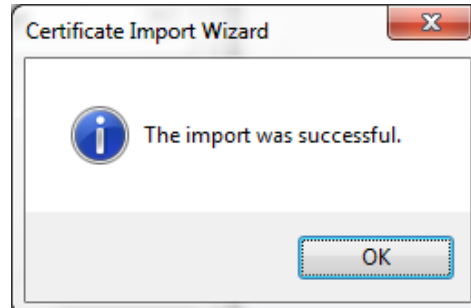 Certificate Import Wizard
The import was successful.
OK